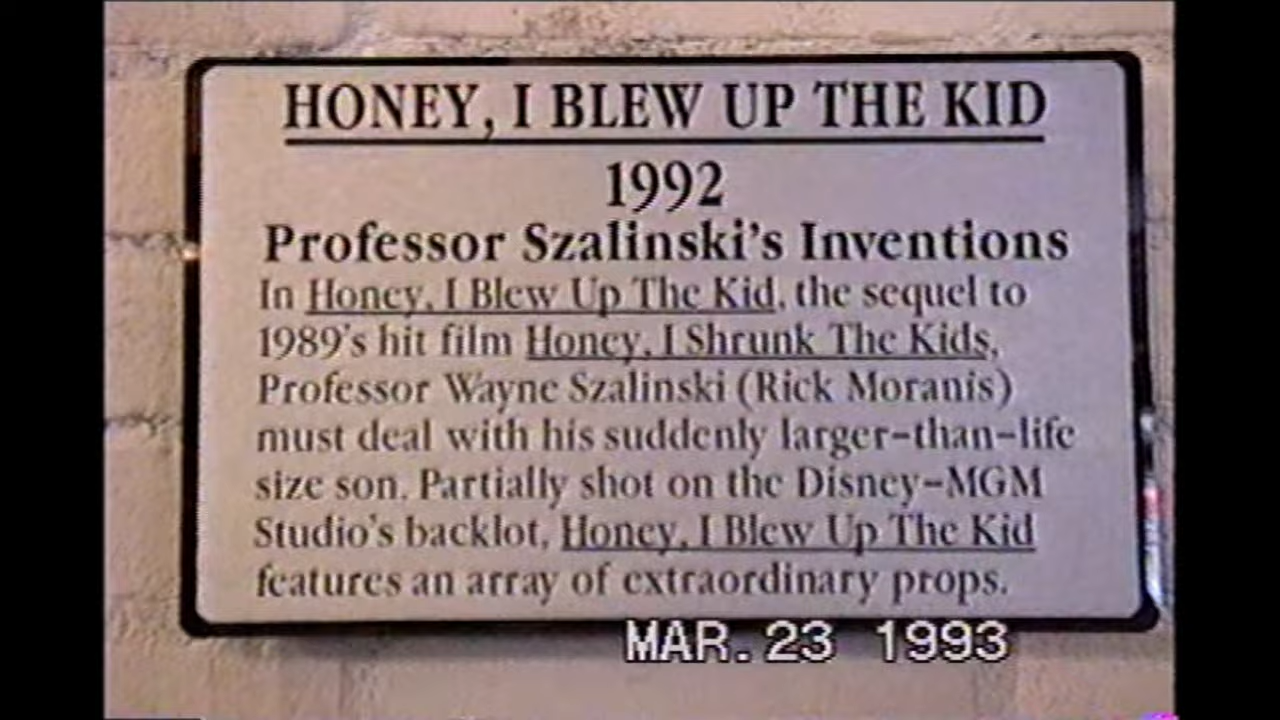 HONEY, I BLEW UP THE KID
1992
Professor Szalinski's Inventions
In Honey, I Blew Up The Kid, the sequel to
1989's hit film Honey, I Shrunk The Kids,
Professor Wayne Szalinski (Rick Moranis)
must deal with his suddenly larger-than-life
size son. Partially shot on the Disney-MGM
Studio's backlot, Honey, I Blew Up The Kid
features an array of extraordinary props.
MAR. 23 1993